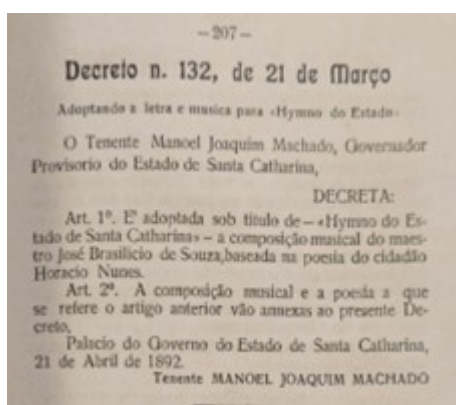 —207—
Decreto n. 132, de 21 de Março
Adoptando a letra e musica para «Hymno do Estado»
O Tenente Manoel Joaquim Machado, Governador
Provisorio do Estado de Santa Catharina,
DECRETA:
Art. 1º. E' adoptada sob titulo de—«Hymno do Es-
tado de Santa Catharina»—a composição musical do maes-
tro José Brasilicio de Souza,baseada na poesia do cidadão
Horacio Nunes.
Art. 2º. A composição musical e a poesia a que
se refere o artigo anterior vão annexas ao presente De-
creto.
Palacio do Governo do Estado de Santa Catharina,
21 de Abril de 1892.
Tenente MANOEL JOAQUIM MACHADO